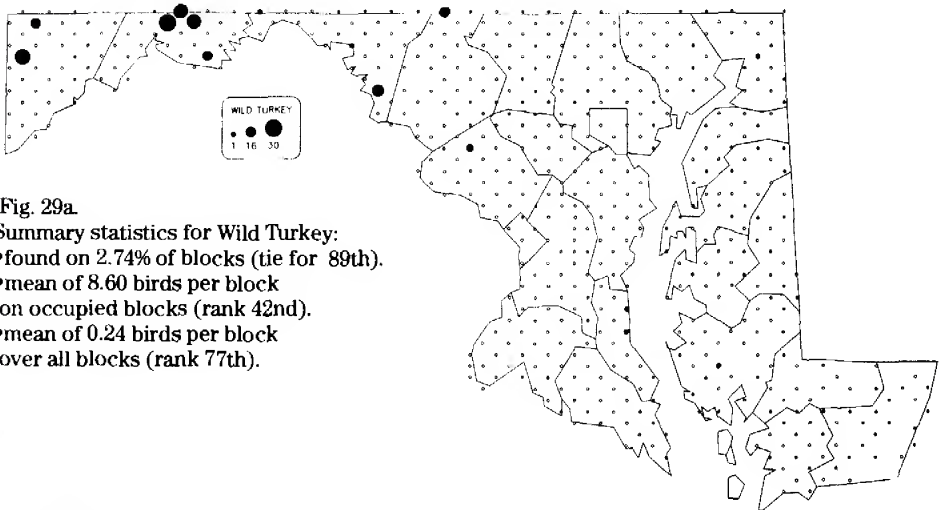 WILD TURKEY
1 16 30
Fig. 29a.
Summary statistics for Wild Turkey:
•found on 2.74% of blocks (tie for 89th).
•mean of 8.60 birds per block
on occupied blocks (rank 42nd).
•mean of 0.24 birds per block
over all blocks (rank 77th).